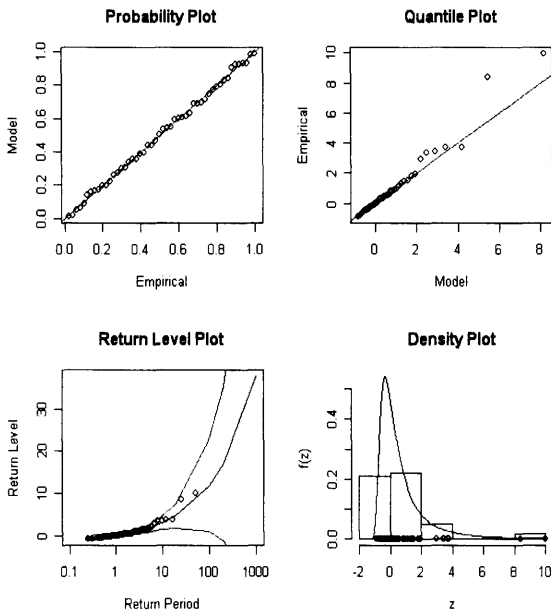 Probability Plot
Model
0.0 0.2 0.4 0.6 0.8 1.0
0.0 0.2 0.4 0.6 0.8 1.0
Empirical
Quantile Plot
Empirical
0 2 4 6 8 10
0 2 4 6 8
Model
Return Level Plot
Return Level
0 10 20 30
0.1 1.0 10.0 100.0 1000
Return Period
Density Plot
f(z)
0.0 0.2 0.4
-2 0 2 4 6 8 10
z